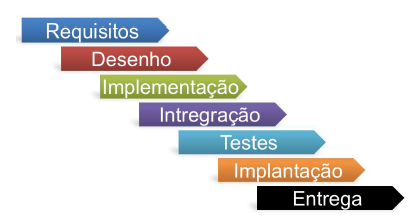 Requisitos
Desenho
Implementação
Intregração
Testes
Implantação
Entrega